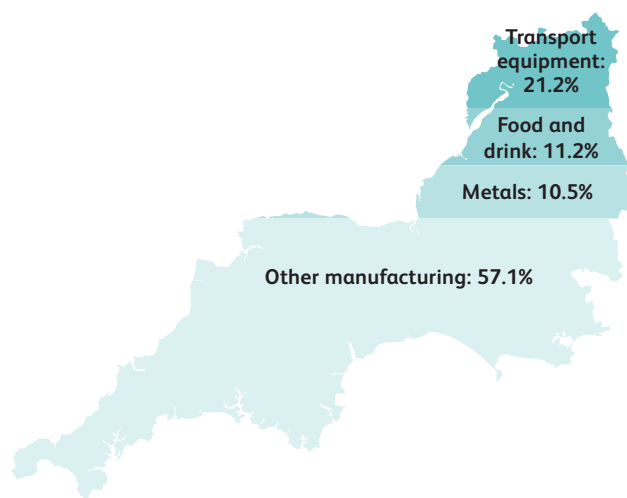 Transport
equipment:
21.2%
Food and
drink: 11.2%
Metals: 10.5%
Other manufacturing: 57.1%